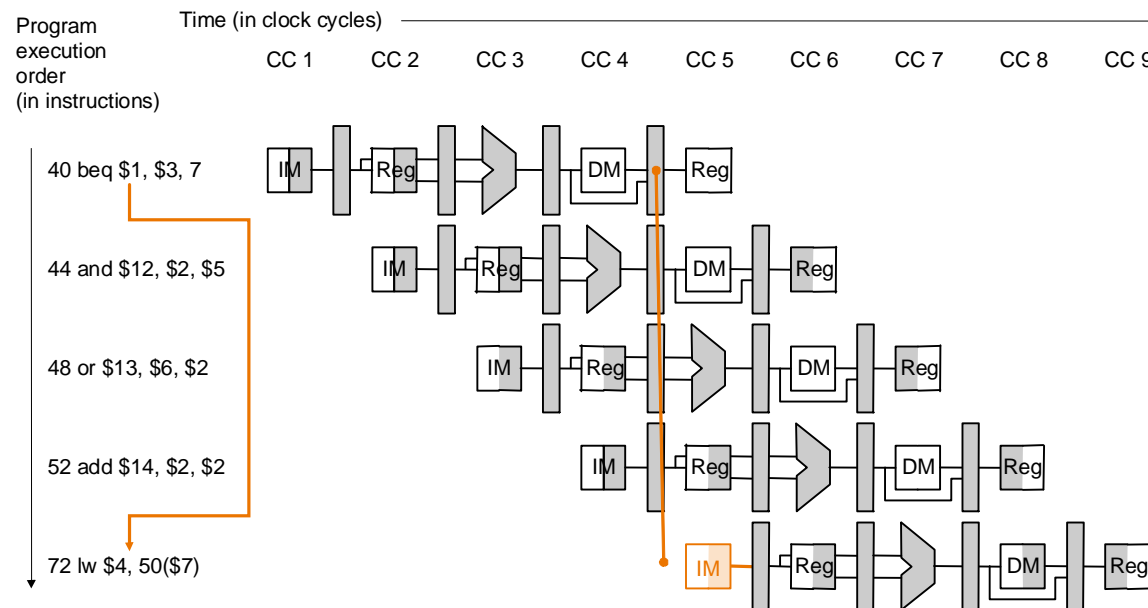 Time (in clock cycles)
Program
execution
order
(in instructions)
CC 1 CC 2 CC 3 CC 4 CC 5 CC 6 CC 7 CC 8 CC 9
40 beq $1, $3, 7
IM Reg DM Reg
44 and $12, $2, $5
IM Reg DM Reg
48 or $13, $6, $2
IM Reg DM Reg
52 add $14, $2, $2
IM Reg DM Reg
72 lw $4, 50($7)
IM Reg DM Reg